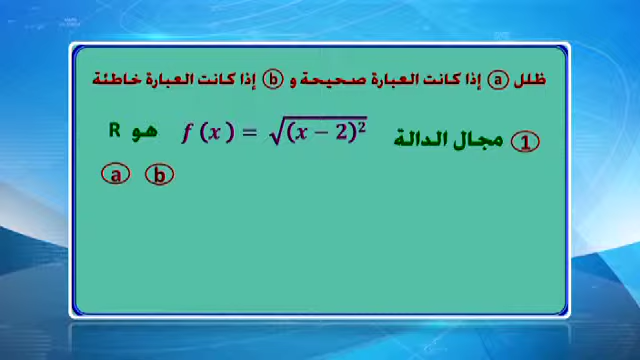 ظلل ⓐ إذا كانت العبارة صحيحة و ⓑ إذا كانت العبارة خاطئة
① مجال الدالة f (x) = √(x − 2)² هو R
ⓐ ⓑ